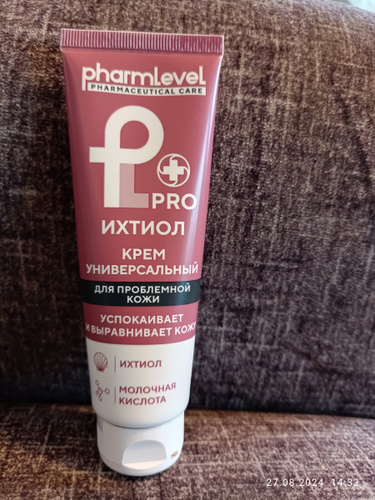 pharmlevel
PHARMACEUTICAL CARE
PL
PRO
ИХТИОЛ
КРЕМ
УНИВЕРСАЛЬНЫЙ
ДЛЯ ПРОБЛЕМНОЙ
КОЖИ
УСПОКАИВАЕТ
И ВЫРАВНИВАЕТ КОЖУ
ИХТИОЛ
МОЛОЧНАЯ
КИСЛОТА
27.08.2024 14:32